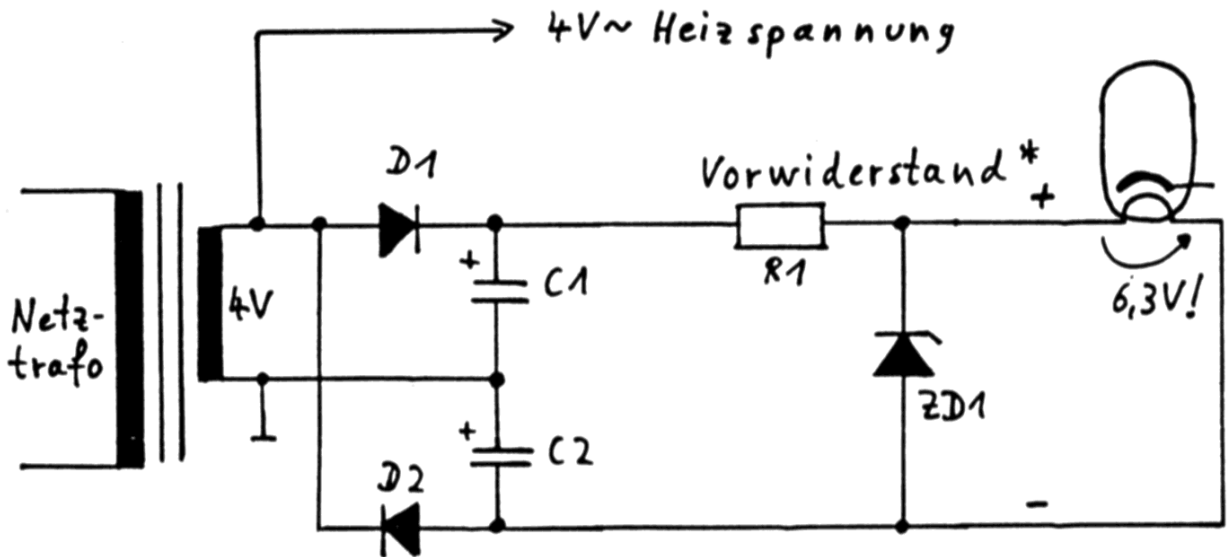 4V~ Heizspannung
D1
Vorwiderstand*
+
+
C1
R1
6,3V!
4V
Netz-
trafo
ZD1
+
C2
D2
-